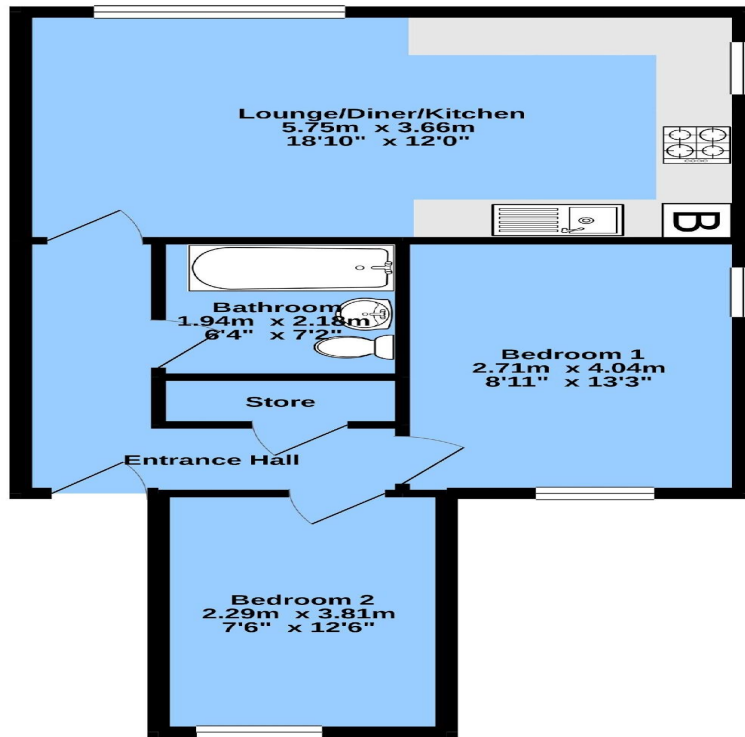 Lounge/Diner/Kitchen
5.75m x 3.66m
18'10" x 12'0"
B
Bathroom
1.94m x 2.18m
6'4" x 7'2"
Bedroom 1
2.71m x 4.04m
8'11" x 13'3"
Store
Entrance Hall
Bedroom 2
2.29m x 3.81m
7'6" x 12'6"